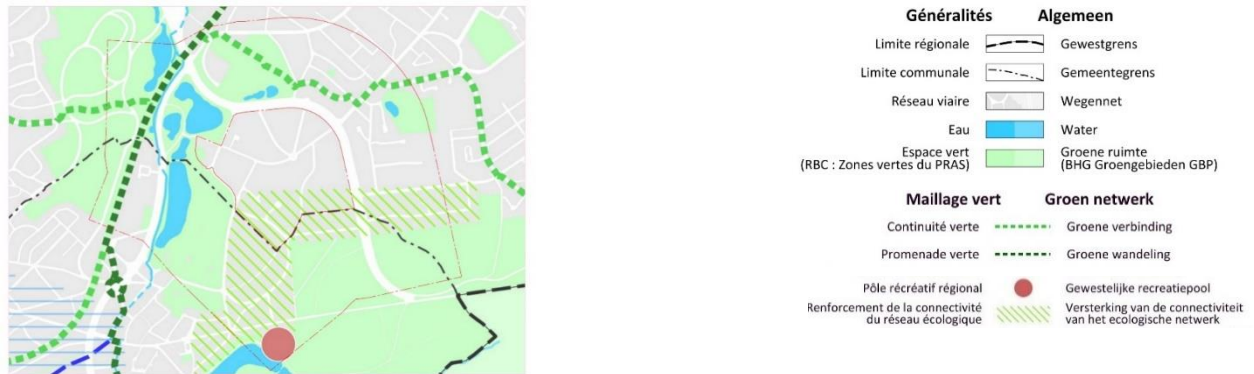 Généralités Algemeen
Limite régionale Gewestgrens
Limite communale Gemeentegrens
Réseau viaire Wegennet
Eau Water
Espace vert Groene ruimte
(RBC : Zones vertes du PRAS) (BHG Groengebieden GBP)
Maillage vert Groen netwerk
Continuité verte Groene verbinding
Promenade verte Groene wandeling
Pôle récréatif régional Gewestelijke recreatiepool
Renforcement de la connectivité Versterking van de connectiviteit
du réseau écologique van het ecologische netwerk